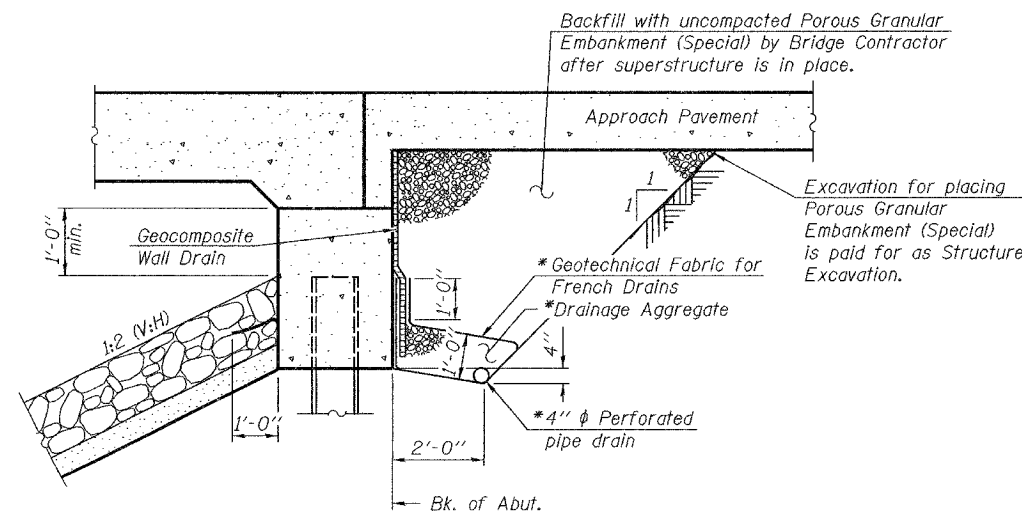 Backfill with uncompacted Porous Granular
Embankment (Special) by Bridge Contractor
after superstructure is in place.
Approach Pavement
1
1
Excavation for placing
Porous Granular
Embankment (Special)
is paid for as Structure
Excavation.
1'-0"
min.
Geocomposite
Wall Drain
*Geotechnical Fabric for
French Drains
*Drainage Aggregate
1'-0"
1'-0"
4"
1:2 (V:H)
1'-0"
2'-0"
*4" ϕ Perforated
pipe drain
Bk. of Abut.